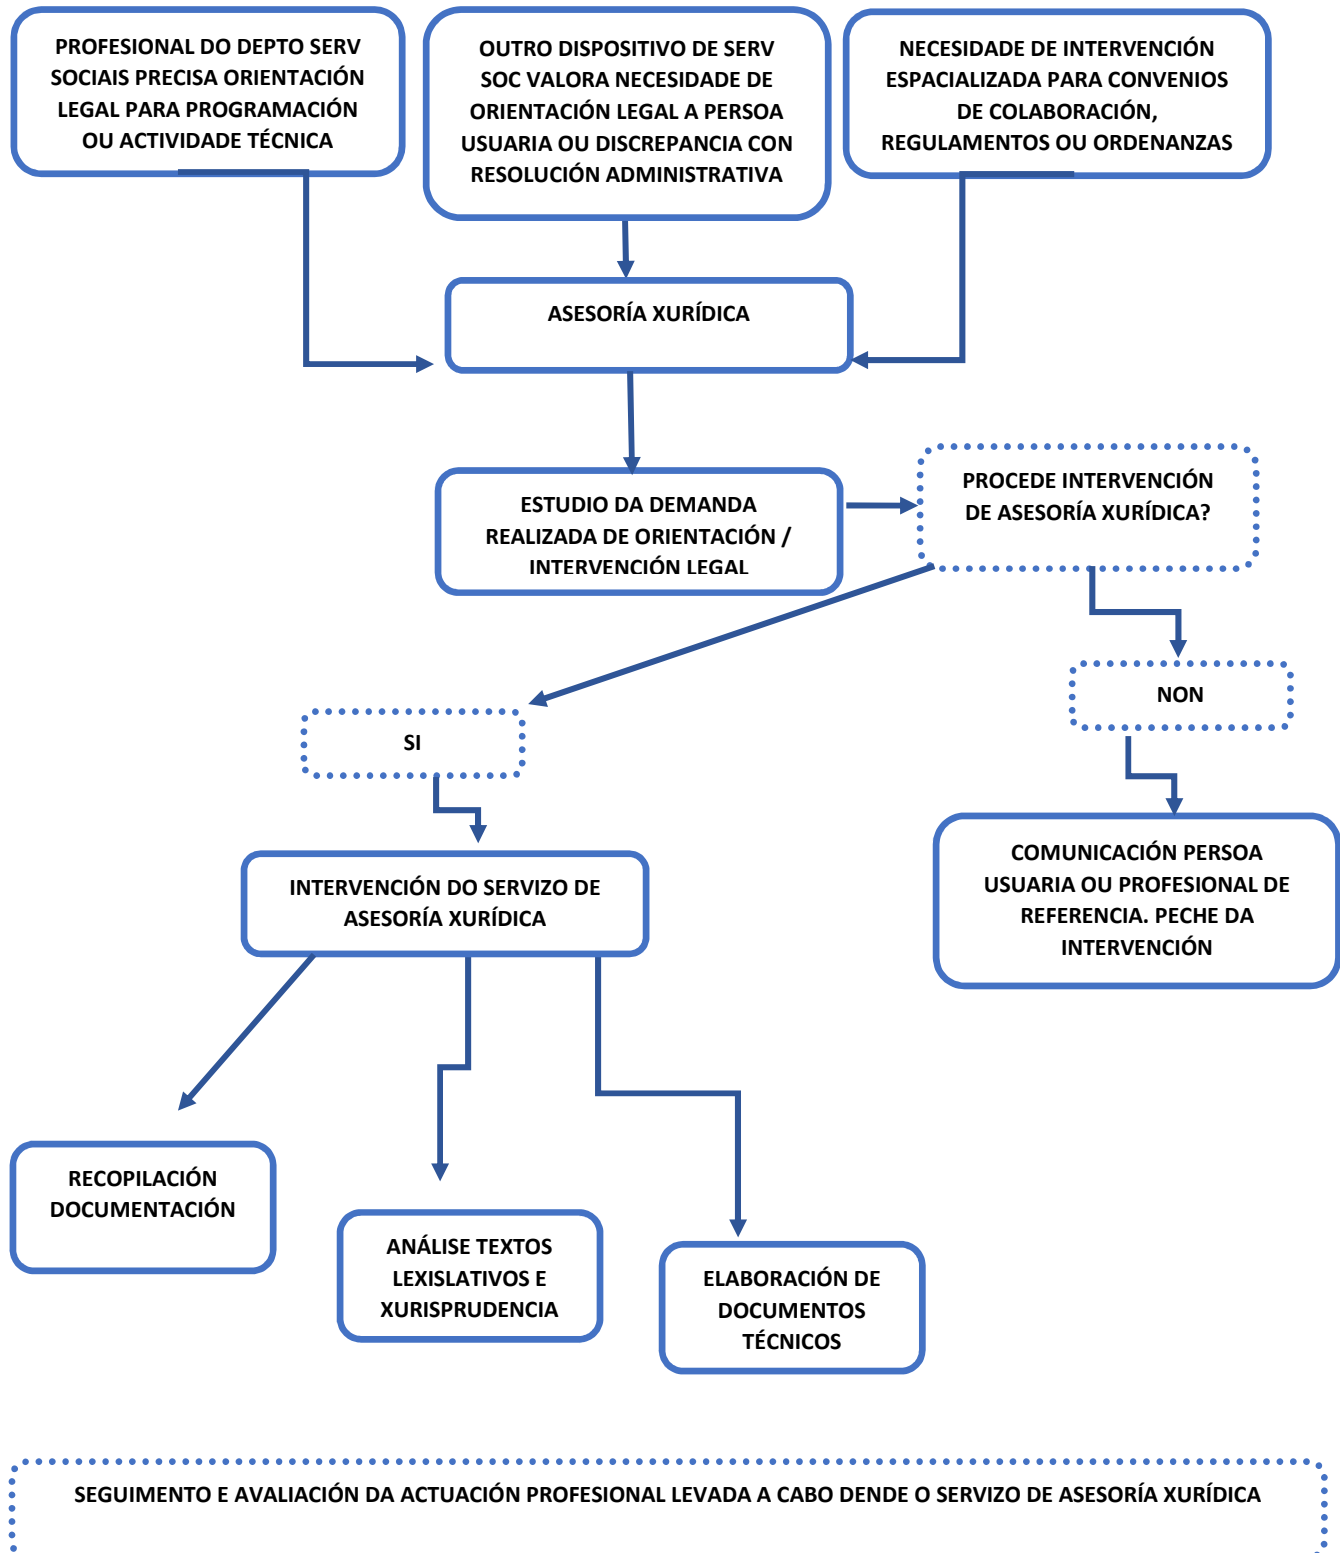 PROFESIONAL DO DEPTO SERV
SOCIAIS PRECISA ORIENTACIÓN
LEGAL PARA PROGRAMACIÓN
OU ACTIVIDADE TÉCNICA
OUTRO DISPOSITIVO DE SERV
SOC VALORA NECESIDADE DE
ORIENTACIÓN LEGAL A PERSOA
USUARIA OU DISCREPANCIA CON
RESOLUCIÓN ADMINISTRATIVA
NECESIDADE DE INTERVENCIÓN
ESPACIALIZADA PARA CONVENIOS
DE COLABORACIÓN,
REGULAMENTOS OU ORDENANZAS
ASESORÍA XURÍDICA
ESTUDIO DA DEMANDA
REALIZADA DE ORIENTACIÓN /
INTERVENCIÓN LEGAL
PROCEDE INTERVENCIÓN
DE ASESORÍA XURÍDICA?
NON
SI
COMUNICACIÓN PERSOA
USUARIA OU PROFESIONAL DE
REFERENCIA. PECHE DA
INTERVENCIÓN
INTERVENCIÓN DO SERVIZO DE
ASESORÍA XURÍDICA
RECOPILACIÓN
DOCUMENTACIÓN
ANÁLISE TEXTOS
LEXISLATIVOS E
XURISPRUDENCIA
ELABORACIÓN DE
DOCUMENTOS
TÉCNICOS
SEGUIMENTO E AVALIACIÓN DA ACTUACIÓN PROFESIONAL LEVADA A CABO DENDE O SERVIZO DE ASESORÍA XURÍDICA